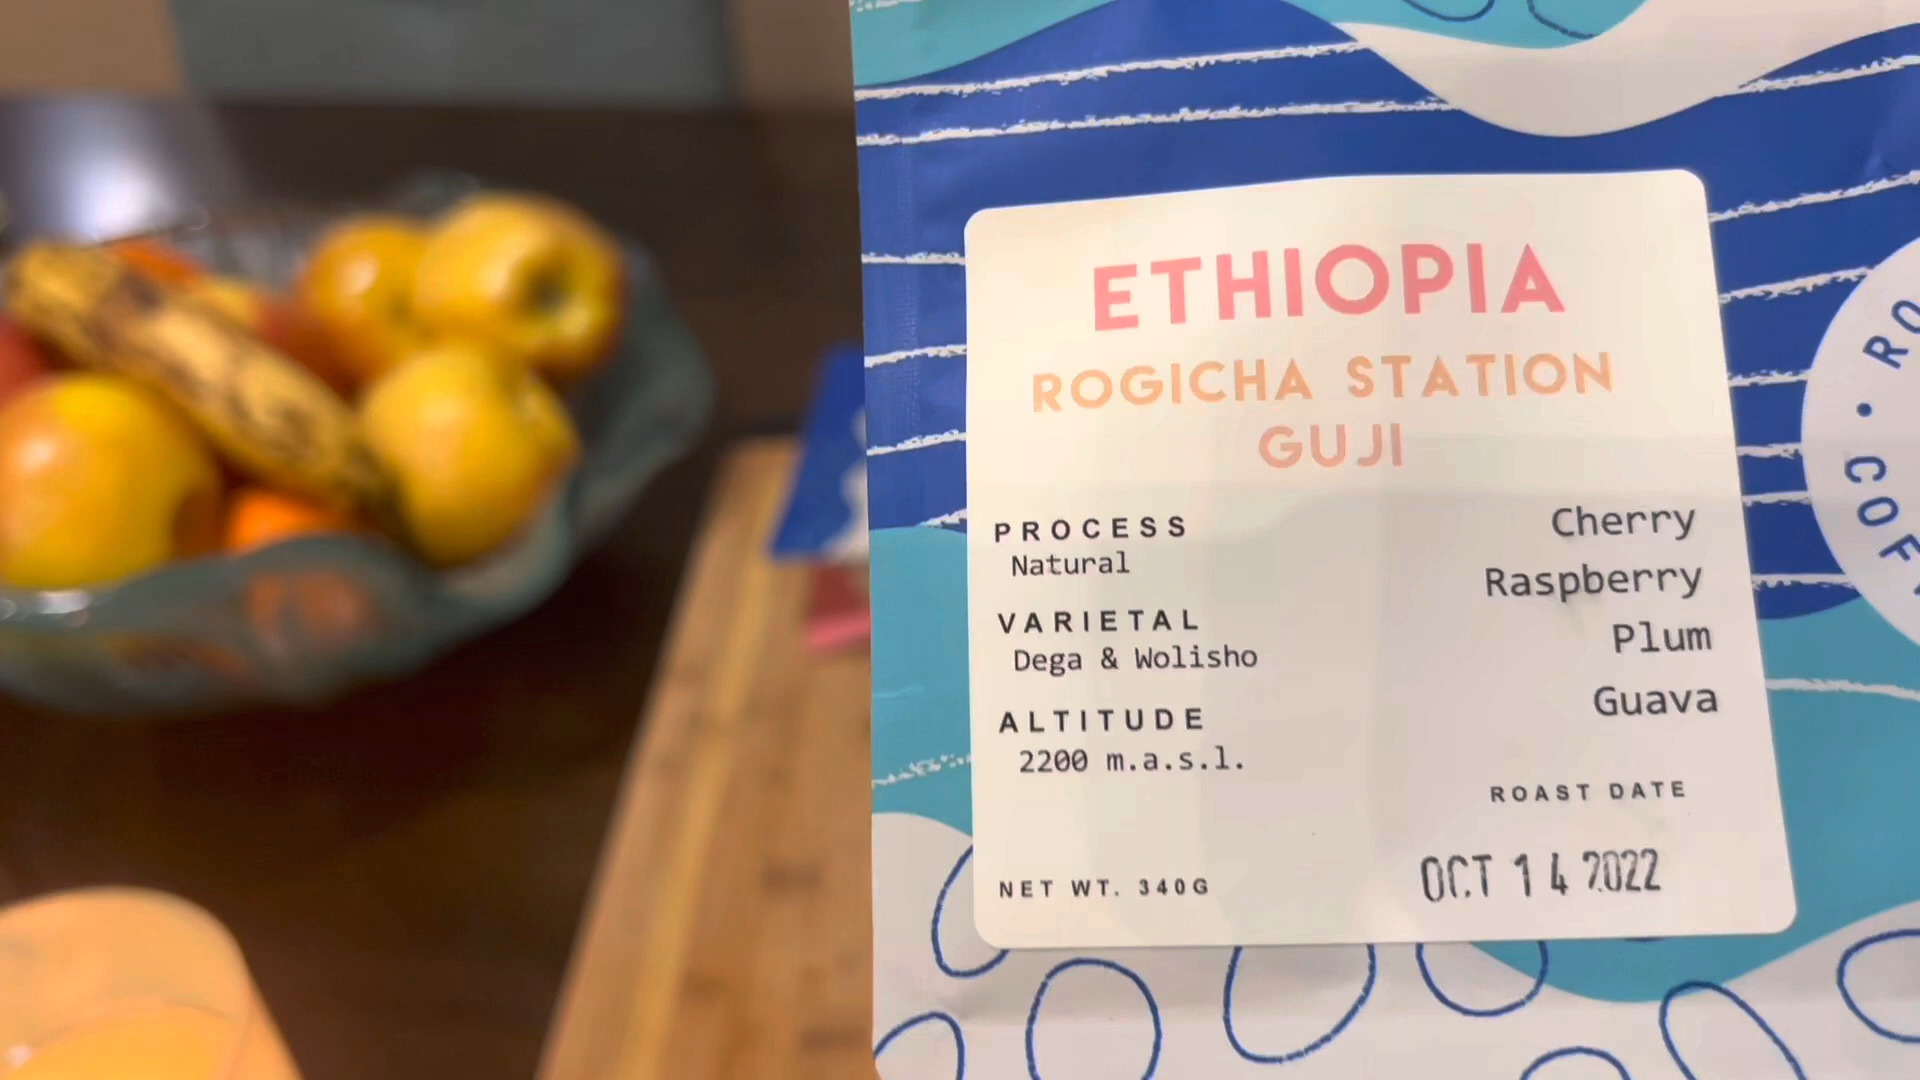 ETHIOPIA
ROGICHA STATION
GUJI
PROCESS
Natural
VARIETAL
Dega & Wolisho
ALTITUDE
2200 m.a.s.l.
NET WT. 340G
Cherry
Raspberry
Plum
Guava
ROAST DATE
OCT 14 2022